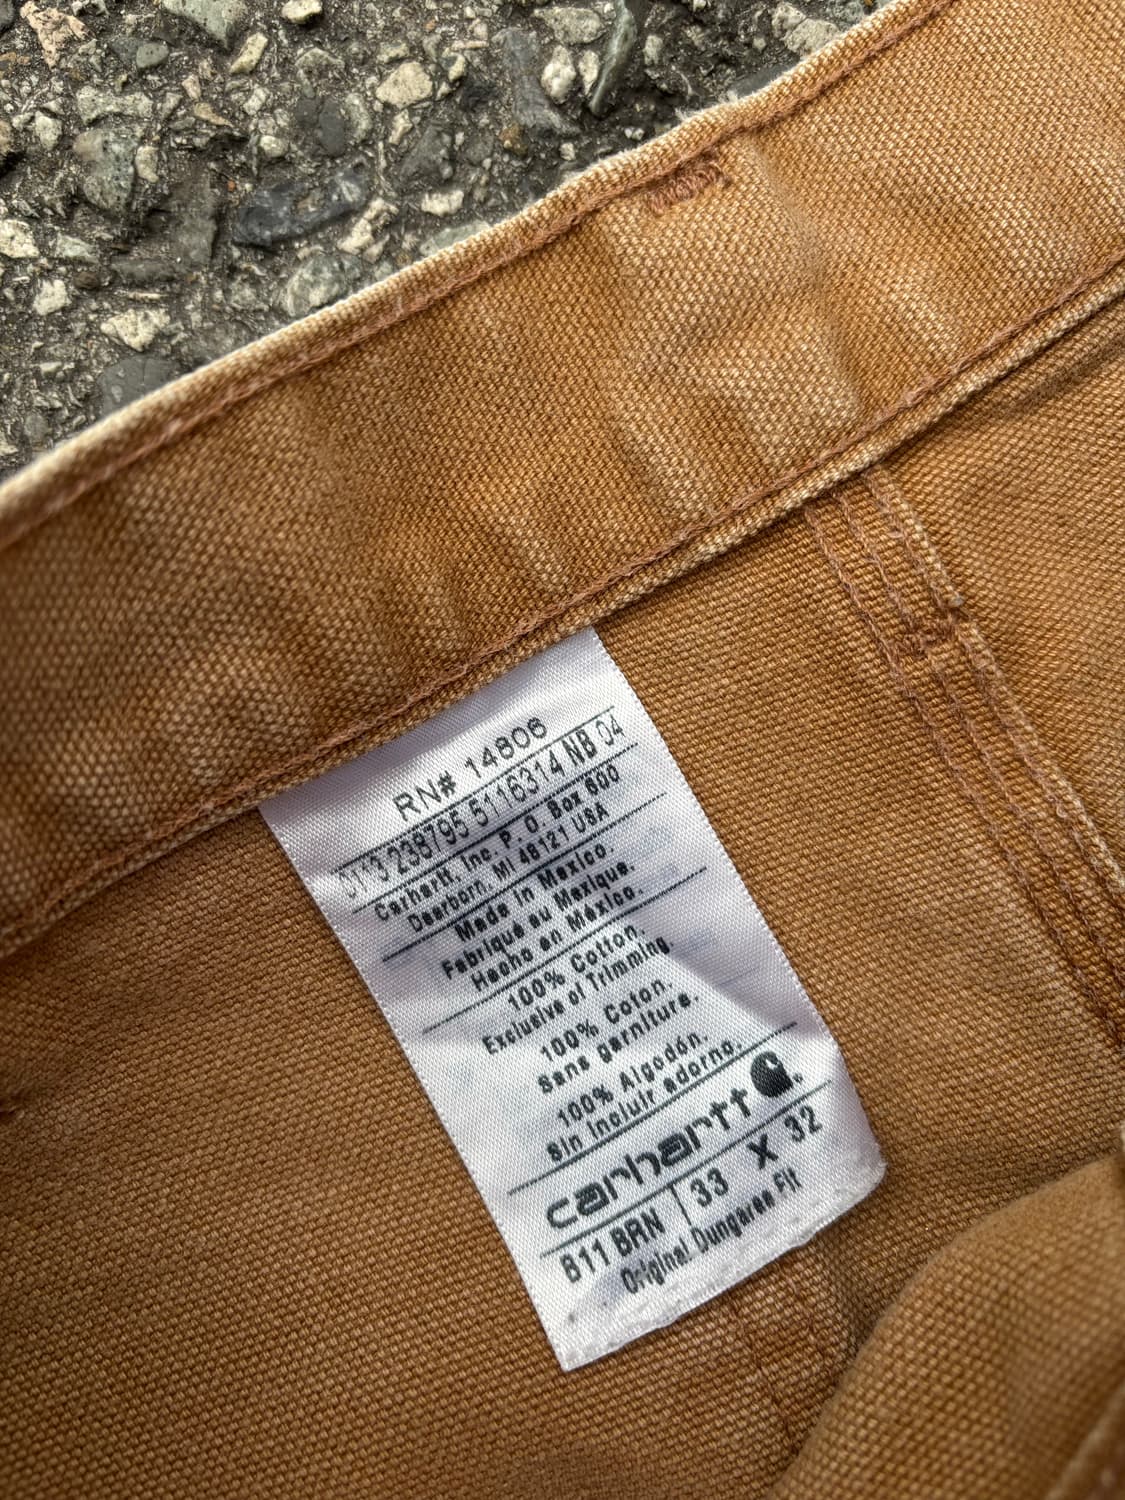 RN# 14806
0113 238795 5116314 NB 04
Carhartt, Inc. P. O. Box 600
Dearborn, MI 48121 USA
Made in Mexico.
Fabriqué au Mexique.
Hecho en México.
100% Cotton.
Exclusive of Trimming.
100% Coton.
Sans garniture.
100% Algodón.
Sin incluir adorno.
carhartt
B11 BRN | 33 X 32
Original Dungaree Fit